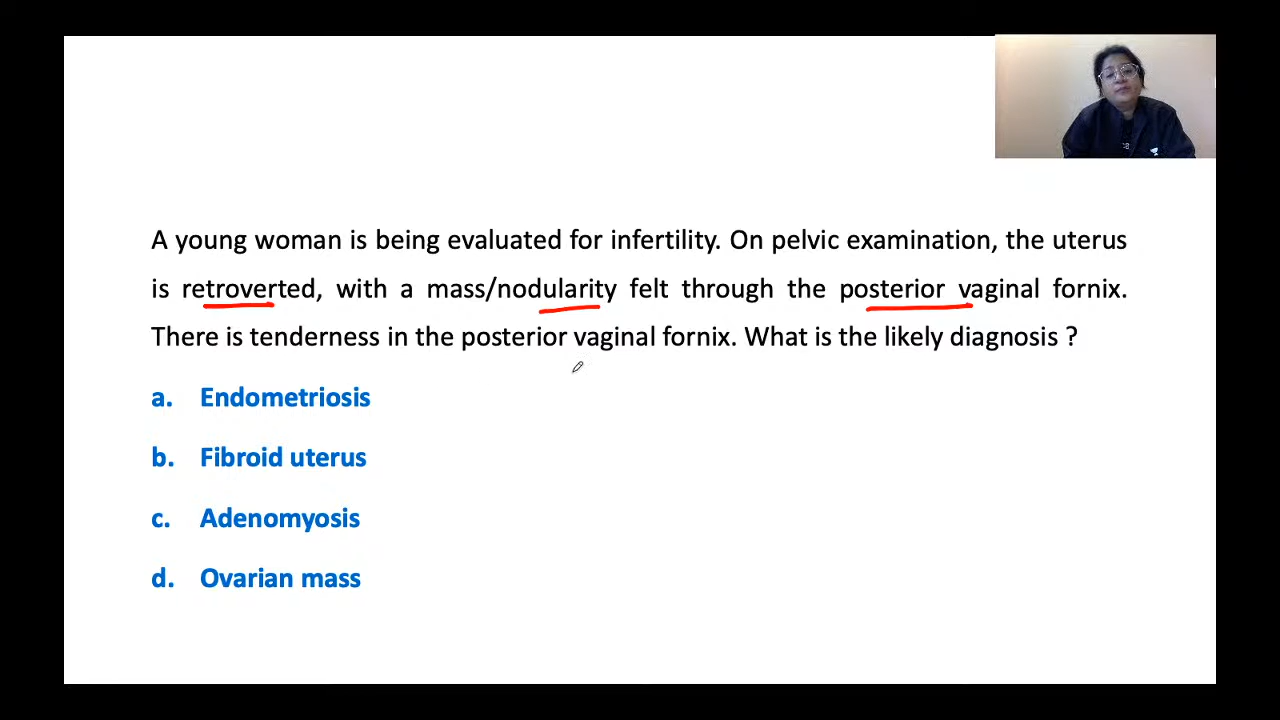 A young woman is being evaluated for infertility. On pelvic examination, the uterus
is retroverted, with a mass/nodularity felt through the posterior vaginal fornix.
There is tenderness in the posterior vaginal fornix. What is the likely diagnosis ?
a. Endometriosis
b. Fibroid uterus
c. Adenomyosis
d. Ovarian mass